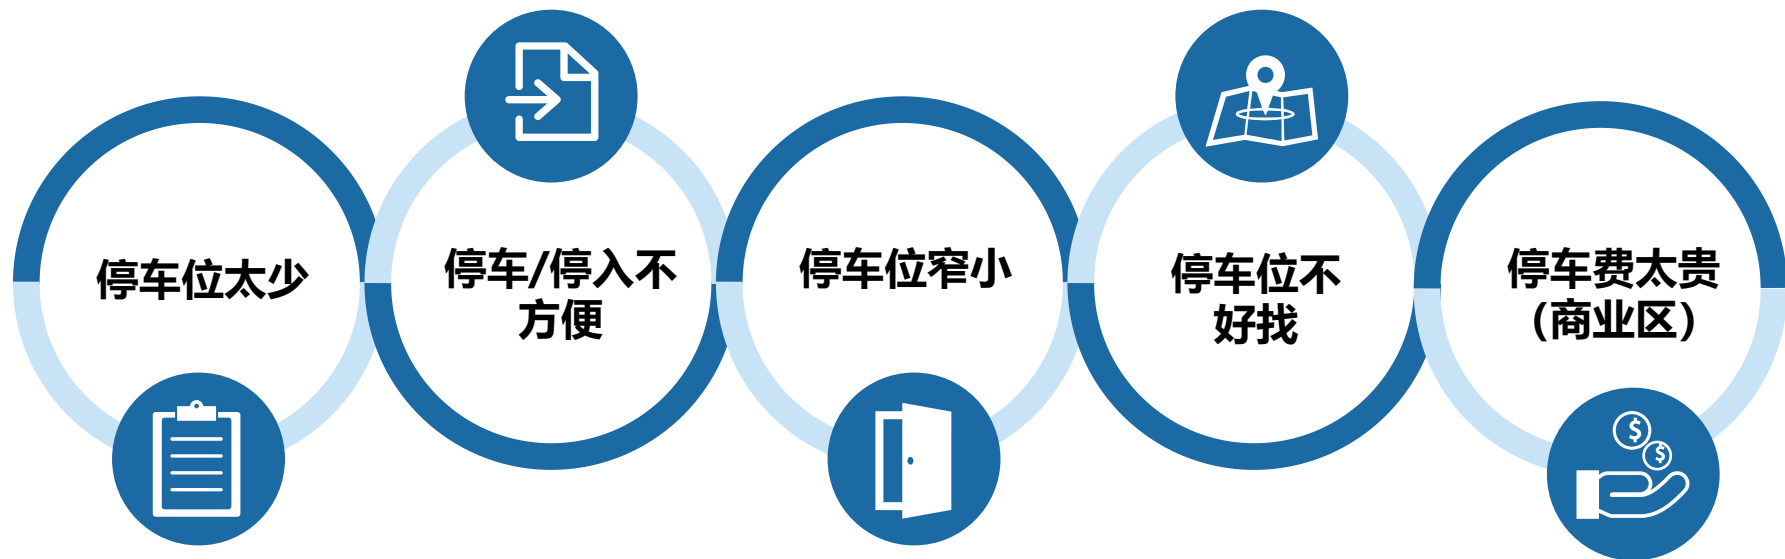 停车位太少
停车/停入不
方便
停车位窄小
停车位不
好找
停车费太贵
（商业区）
$
$